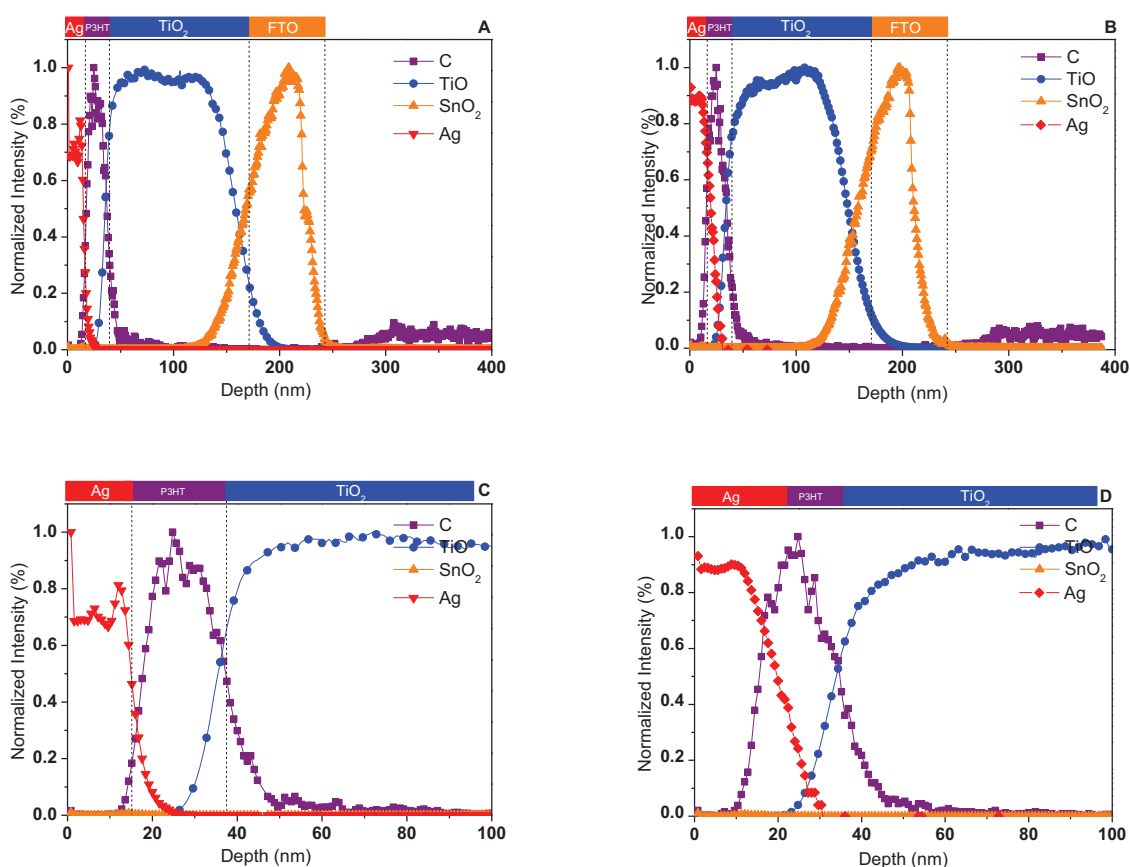 Ag P3HT TiO2 FTO A
C
TiO
SnO2
Ag
Normalized Intensity (%)
1.0
0.8
0.6
0.4
0.2
0.0
0 100 200 300 400
Depth (nm)
Ag P3HT TiO2 FTO B
C
TiO
SnO2
Ag
Normalized Intensity (%)
1.0
0.8
0.6
0.4
0.2
0.0
0 100 200 300 400
Depth (nm)
Ag P3HT TiO2 C
C
TiO
SnO2
Ag
Normalized Intensity (%)
1.0
0.8
0.6
0.4
0.2
0.0
0 20 40 60 80 100
Depth (nm)
Ag P3HT TiO2 D
C
TiO
SnO2
Ag
Normalized Intensity (%)
1.0
0.8
0.6
0.4
0.2
0.0
0 20 40 60 80 100
Depth (nm)